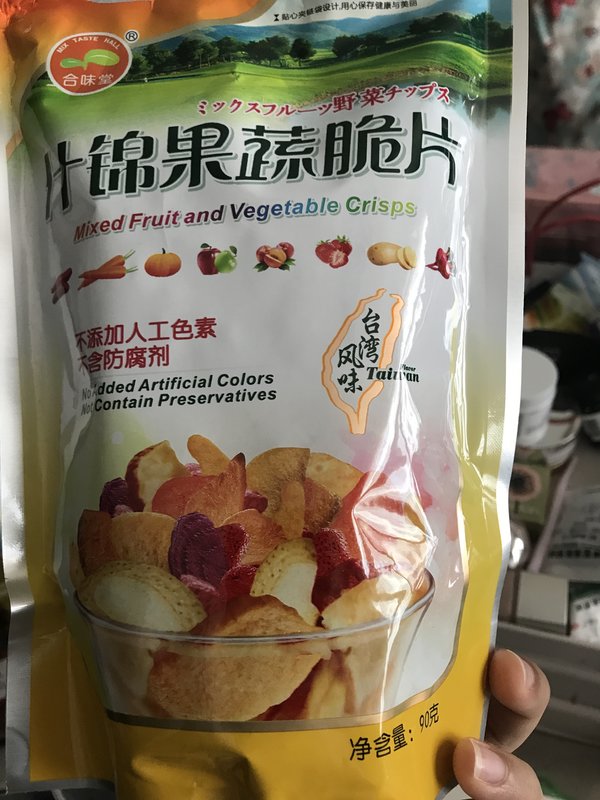 贴心夹链袋设计,用心保存健康与美丽
MIX TASTE HALL
合味堂
®
ミックスフルーツ野菜チップス
什锦果蔬脆片
Mixed Fruit and Vegetable Crisps
不添加人工色素
不含防腐剂
No Added Artificial Colors
Not Contain Preservatives
台湾
风味
Flavor
Taiwan
净含量：90克